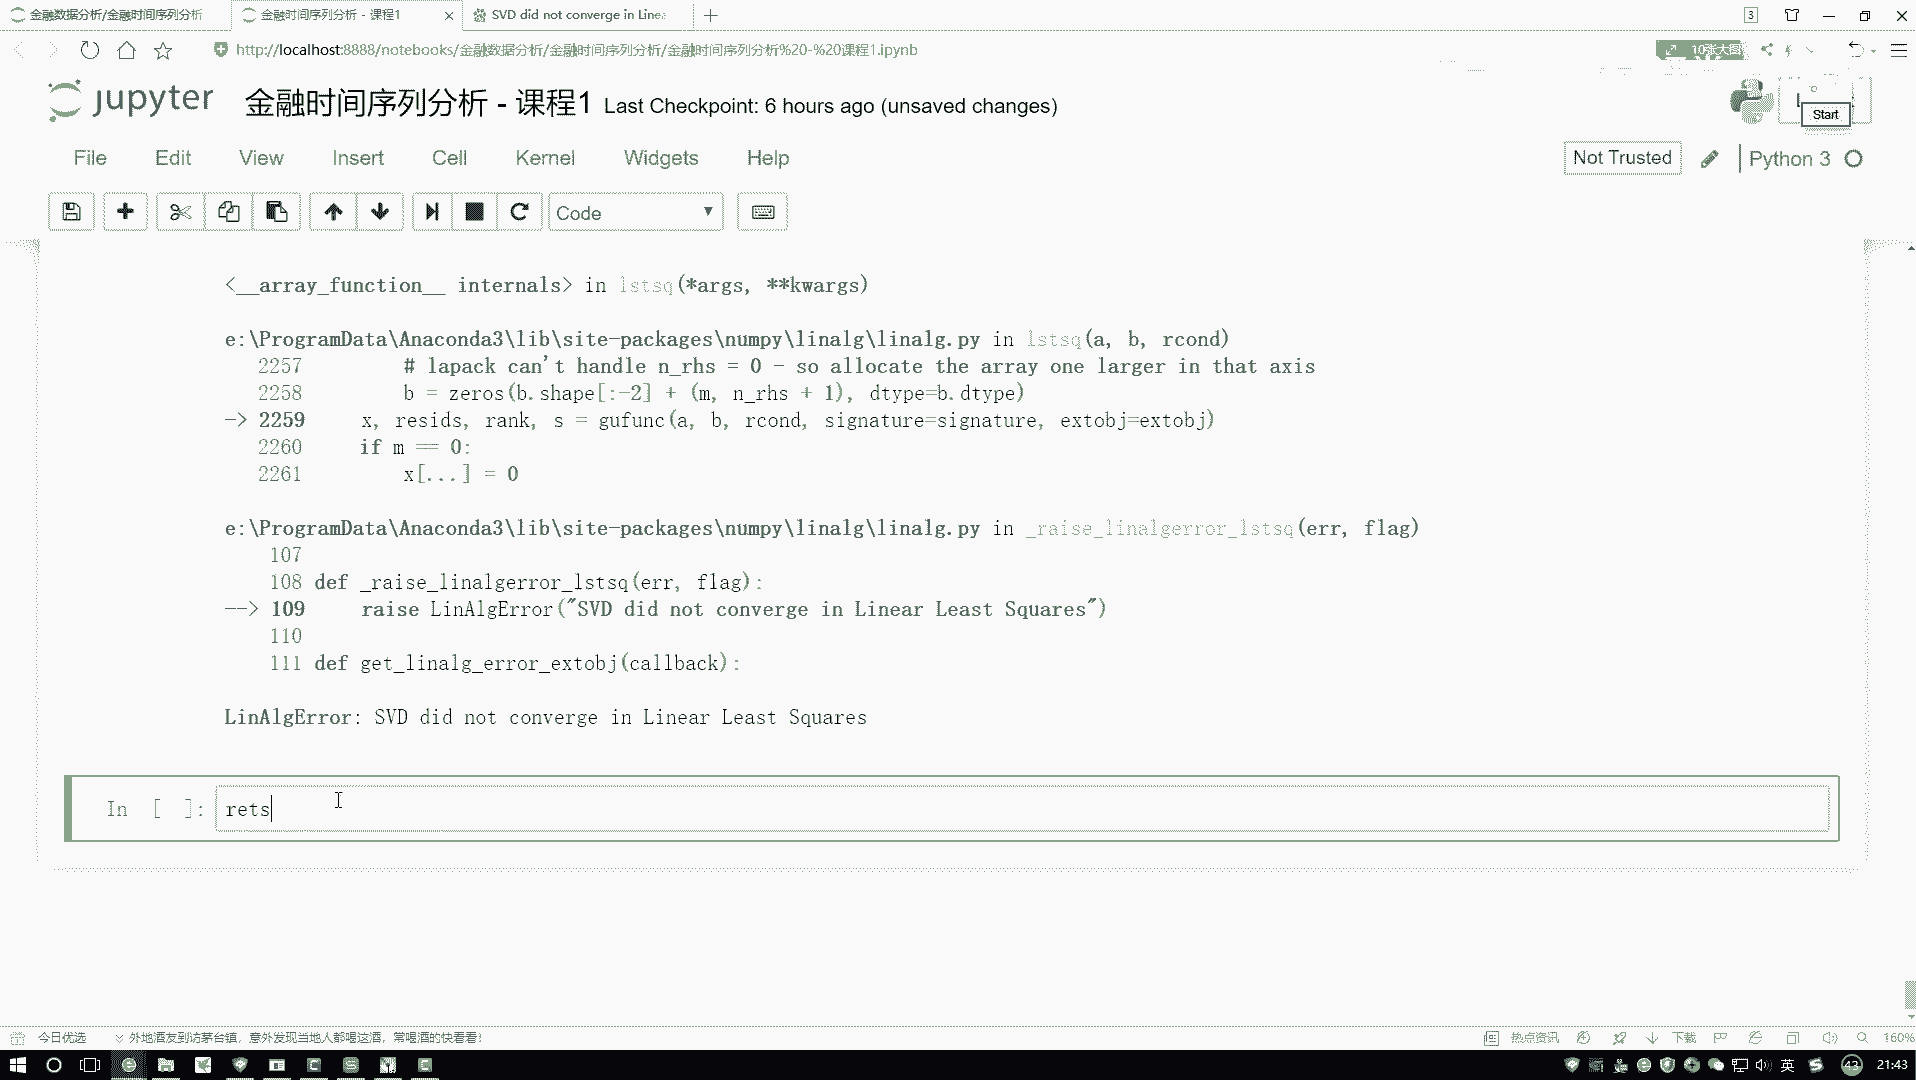 金融数据分析/金融时间序列分析
金融时间序列分析 - 课程1
SVD did not converge in Linea
3
http://localhost:8888/notebooks/金融数据分析/金融时间序列分析/金融时间序列分析%20-%20课程1.ipynb
10张大图
jupyter
金融时间序列分析 - 课程1 Last Checkpoint: 6 hours ago (unsaved changes)
Start
File Edit View Insert Cell Kernel Widgets Help
Not Trusted
Python 3
Code
<__array_function__ internals> in lstsq(*args, **kwargs)
e:\ProgramData\Anaconda3\lib\site-packages\numpy\linalg\linalg.py in lstsq(a, b, rcond)
2257 # lapack can't handle n_rhs = 0 - so allocate the array one larger in that axis
2258 b = zeros(b.shape[:-2] + (m, n_rhs + 1), dtype=b.dtype)
-> 2259 x, resids, rank, s = gufunc(a, b, rcond, signature=signature, extobj=extobj)
2260 if m == 0:
2261 x[...] = 0
e:\ProgramData\Anaconda3\lib\site-packages\numpy\linalg\linalg.py in _raise_linalgerror_lstsq(err, flag)
107
108 def _raise_linalgerror_lstsq(err, flag):
--> 109 raise LinAlgError("SVD did not converge in Linear Least Squares")
110
111 def get_linalg_error_extobj(callback):
LinAlgError: SVD did not converge in Linear Least Squares
In [ ]: rets
今日优选
外地酒友到访茅台镇，意外发现当地人都喝这酒，常喝酒的快看看!
热点资讯
下载
160%
英
43
21:43